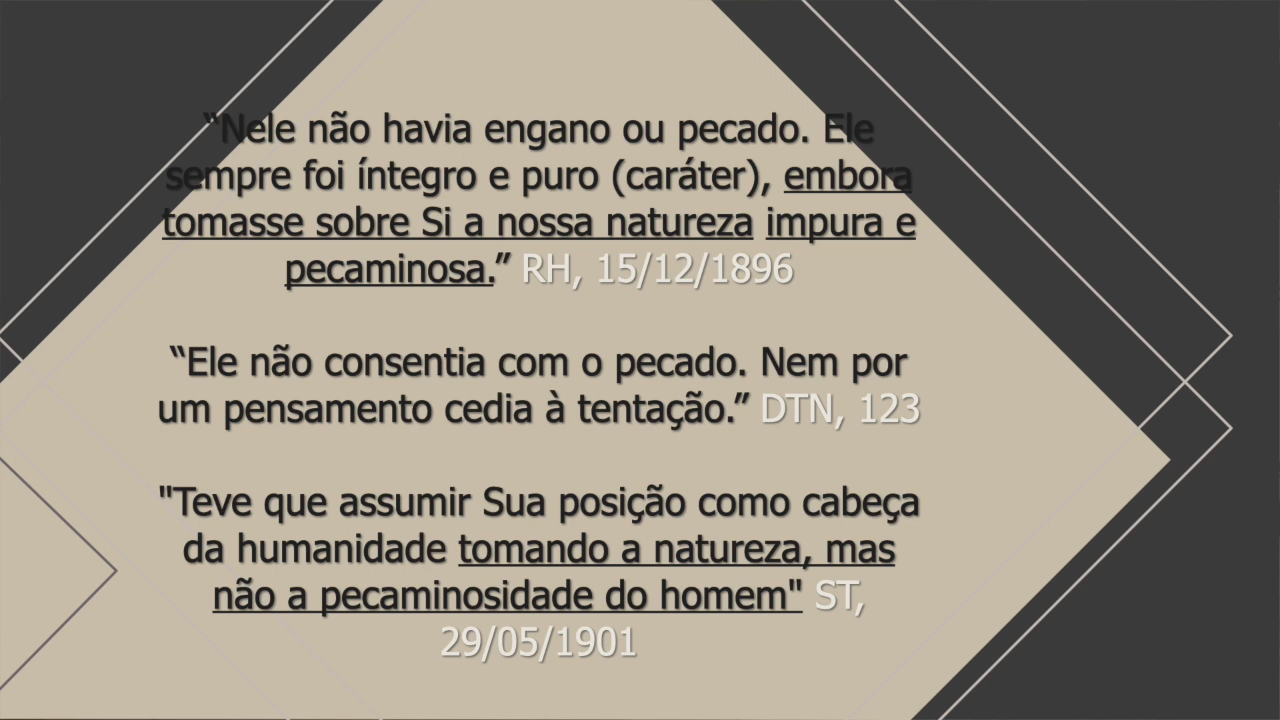 “Nele não havia engano ou pecado. Ele
sempre foi íntegro e puro (caráter), embora
tomasse sobre Si a nossa natureza impura e
pecaminosa.” RH, 15/12/1896
“Ele não consentia com o pecado. Nem por
um pensamento cedia à tentação.” DTN, 123
"Teve que assumir Sua posição como cabeça
da humanidade tomando a natureza, mas
não a pecaminosidade do homem" ST,
29/05/1901